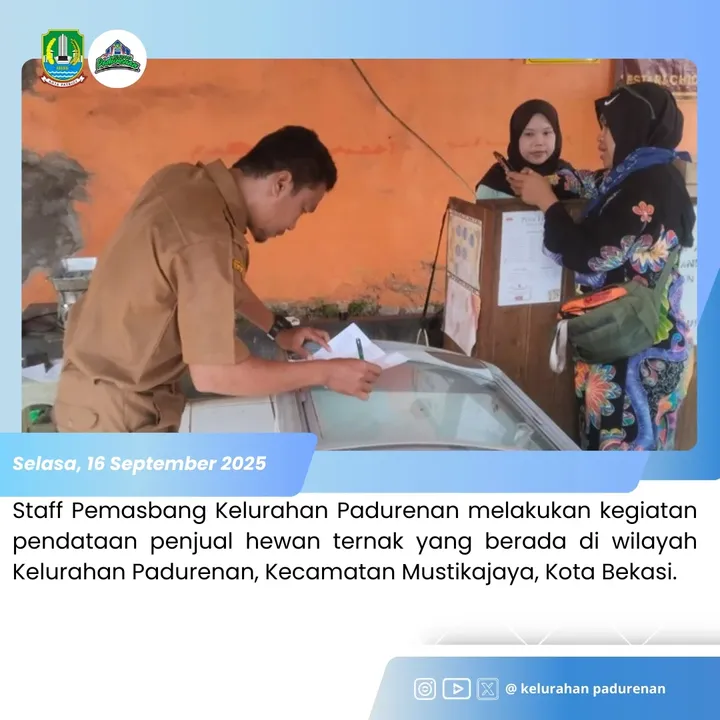 Selasa, 16 September 2025
Staff Pemasbang Kelurahan Padurenan melakukan kegiatan
pendataan penjual hewan ternak yang berada di wilayah
Kelurahan Padurenan, Kecamatan Mustikajaya, Kota Bekasi.
@ kelurahan padurenan